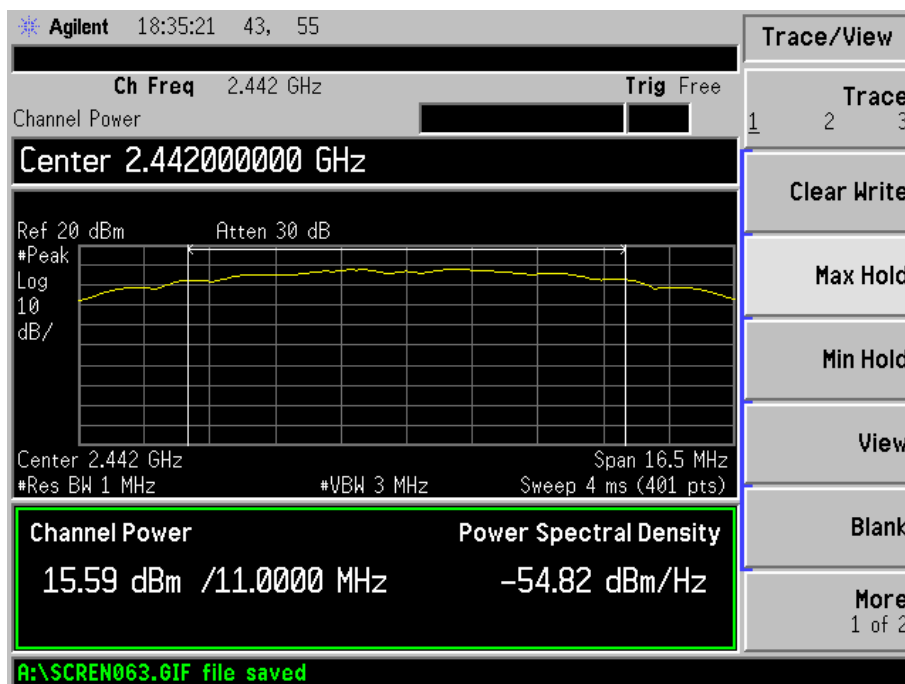 Agilent 18:35:21 43, 55
Ch Freq 2.442 GHz Trig Free
Channel Power
Center 2.442000000 GHz
Ref 20 dBm Atten 30 dB
#Peak
Log
10
dB/
Center 2.442 GHz Span 16.5 MHz
#Res BW 1 MHz #VBW 3 MHz Sweep 4 ms (401 pts)
Channel Power Power Spectral Density
15.59 dBm /11.0000 MHz -54.82 dBm/Hz
A:\SCREN063.GIF file saved
Trace/View
Trace
1 2 3
Clear Write
Max Hold
Min Hold
View
Blank
More
1 of 2